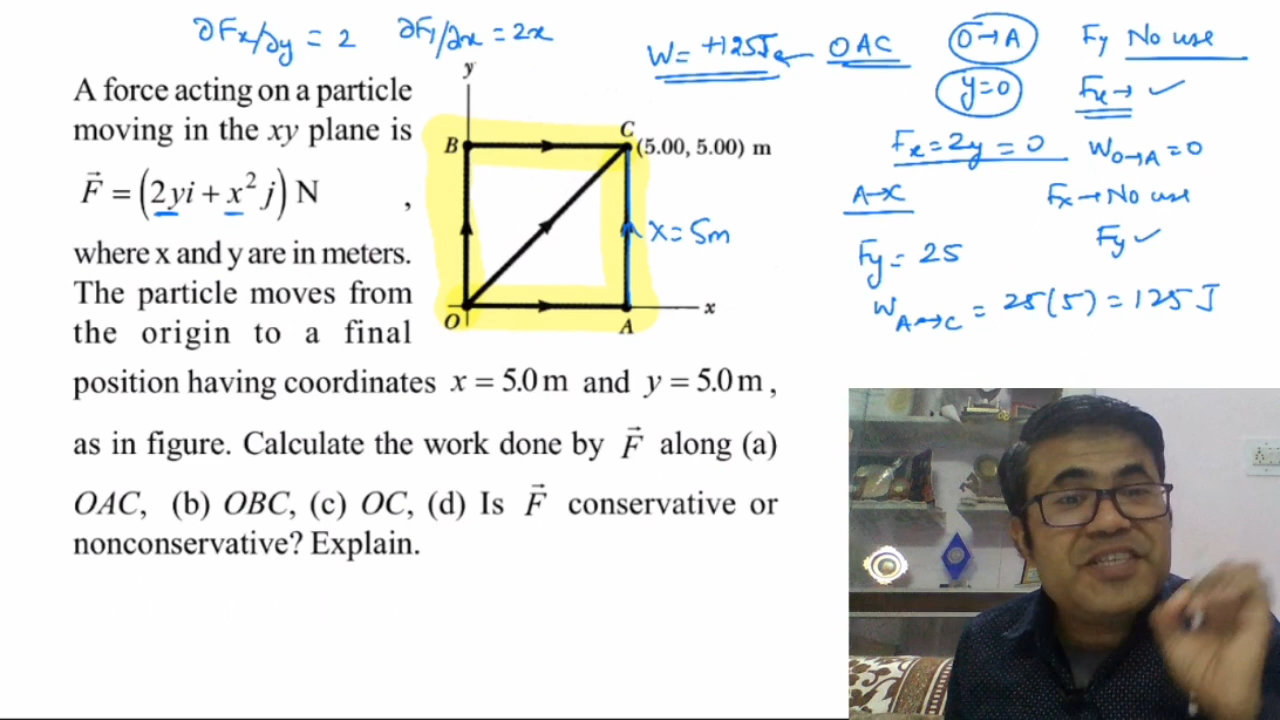 ∂Fx/∂y = 2 ∂Fy/∂x = 2x
A force acting on a particle
moving in the xy plane is
F⃗ = (2yi + x² j) N ,
where x and y are in meters.
The particle moves from
the origin to a final
position having coordinates x = 5.0 m and y = 5.0 m ,
as in figure. Calculate the work done by F⃗ along (a)
OAC, (b) OBC, (c) OC, (d) Is F⃗ conservative or
nonconservative? Explain.
y
B
C
(5.00, 5.00) m
x = 5m
O
A
x
W = +125J ← OAC
O→A Fy No use
y=0 Fx → ✓
Fx = 2y = 0 W O→A = 0
A→C Fx → No use
Fy ✓
Fy = 25
W A→C = 25(5) = 125 J